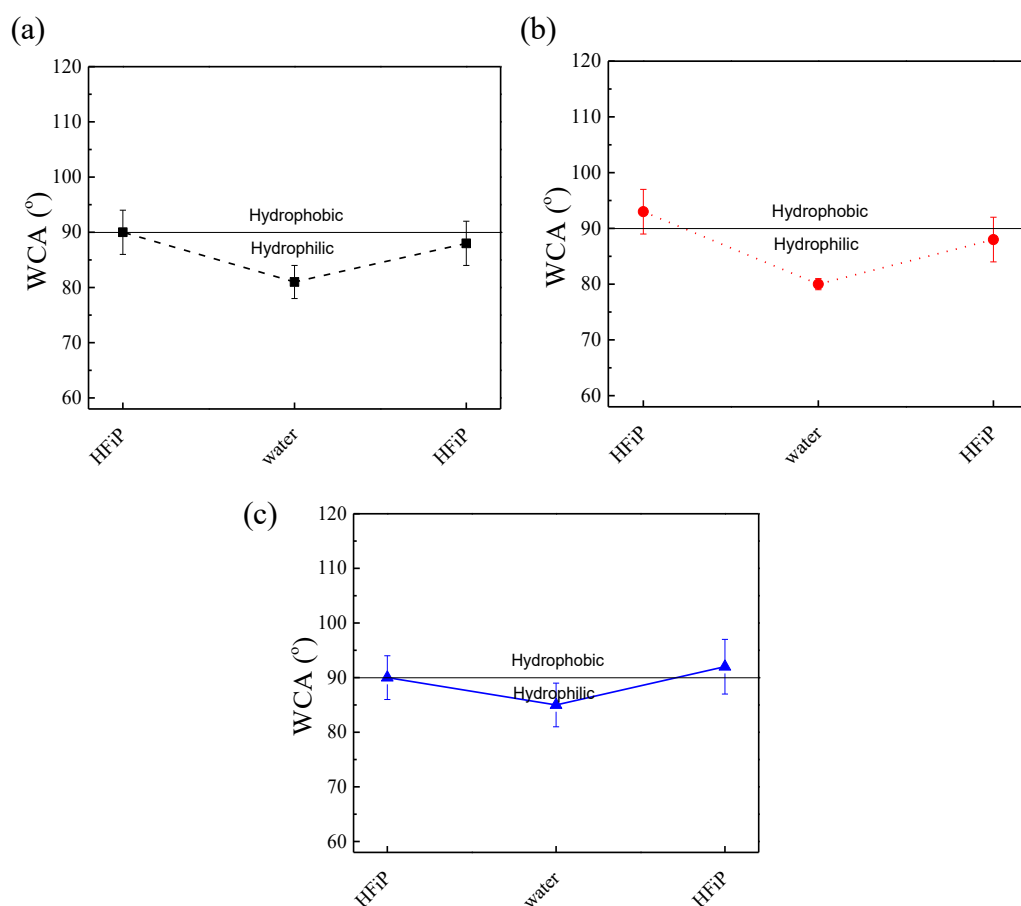 (a)
120
110
100
90
80
70
60
WCA (º)
Hydrophobic
Hydrophilic
HFiP
water
HFiP
(b)
120
110
100
90
80
70
60
WCA (º)
Hydrophobic
Hydrophilic
HFiP
water
HFiP
(c)
120
110
100
90
80
70
60
WCA (º)
Hydrophobic
Hydrophilic
HFiP
water
HFiP